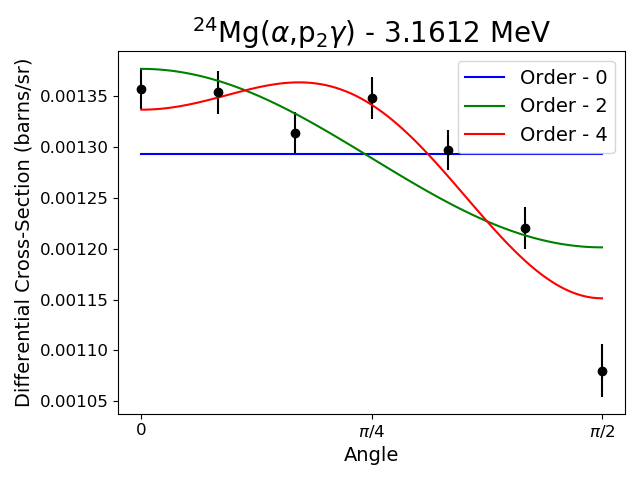 ²⁴Mg(α,p₂γ) - 3.1612 MeV
Differential Cross-Section (barns/sr)
0.00135
0.00130
0.00125
0.00120
0.00115
0.00110
0.00105
Order - 0
Order - 2
Order - 4
0
π/4
π/2
Angle